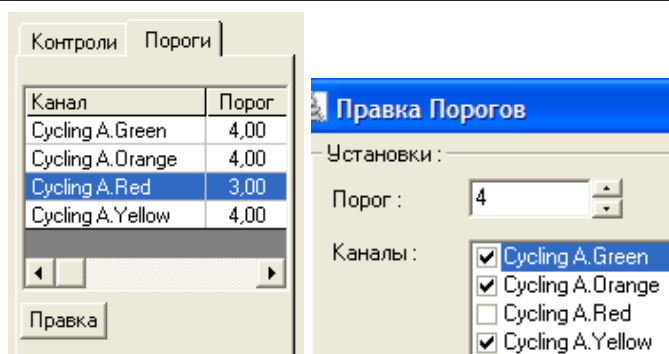 Контроли Пороги
Канал Порог
Cycling A.Green 4,00
Cycling A.Orange 4,00
Cycling A.Red 3,00
Cycling A.Yellow 4,00
Правка
Правка Порогов
Установки :
Порог : 4
Каналы : Cycling A.Green
Cycling A.Orange
Cycling A.Red
Cycling A.Yellow